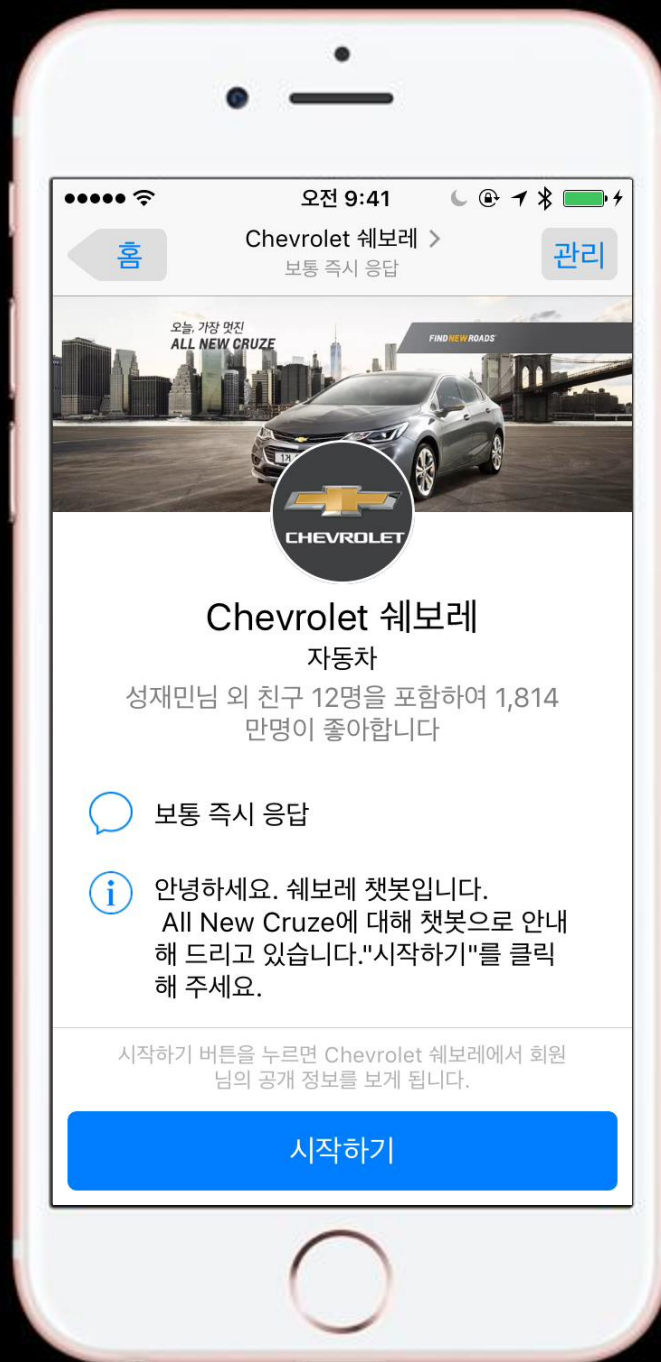 오전 9:41
홈
Chevrolet 쉐보레
보통 즉시 응답
관리
오늘, 가장 멋진
ALL NEW CRUZE
FIND NEW ROADS
CHEVROLET
Chevrolet 쉐보레
자동차
성재민님 외 친구 12명을 포함하여 1,814
만명이 좋아합니다
보통 즉시 응답
안녕하세요. 쉐보레 챗봇입니다.
All New Cruze에 대해 챗봇으로 안내
해 드리고 있습니다."시작하기"를 클릭
해 주세요.
시작하기 버튼을 누르면 Chevrolet 쉐보레에서 회원
님의 공개 정보를 보게 됩니다.
시작하기